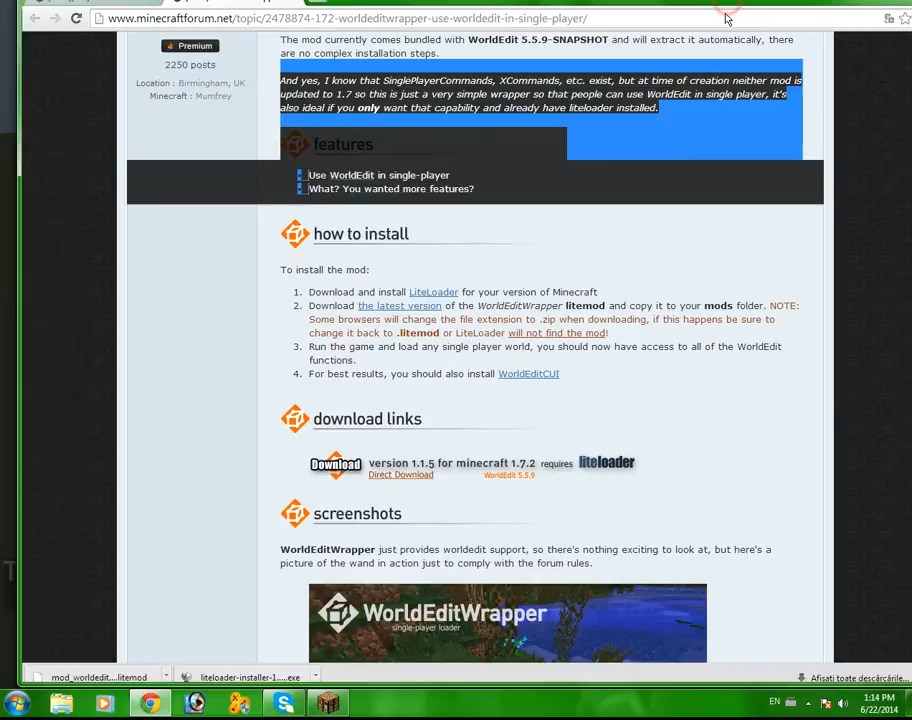 www.minecraftforum.net/topic/2478874-172-worldeditwrapper-use-worldedit-in-single-player/
Premium
2250 posts
Location : Birmingham, UK
Minecraft : Mumfrey
The mod currently comes bundled with WorldEdit 5.5.9-SNAPSHOT and will extract it automatically, there
are no complex installation steps.
And yes, I know that SinglePlayerCommands, XCommands, etc. exist, but at time of creation neither mod is
updated to 1.7 so this is just a very simple wrapper so that people can use WorldEdit in single player, it's
also ideal if you only want that capability and already have liteloader installed.
features
Use WorldEdit in single-player
What? You wanted more features?
how to install
To install the mod:
1. Download and install LiteLoader for your version of Minecraft
2. Download the latest version of the WorldEditWrapper litemod and copy it to your mods folder. NOTE:
Some browsers will change the file extension to .zip when downloading, if this happens be sure to
change it back to .litemod or LiteLoader will not find the mod!
3. Run the game and load any single player world, you should now have access to all of the WorldEdit
functions.
4. For best results, you should also install WorldEditCUI
download links
Download version 1.1.5 for minecraft 1.7.2 requires liteloader
Direct Download WorldEdit 5.5.9
screenshots
WorldEditWrapper just provides worldedit support, so there's nothing exciting to look at, but here's a
picture of the wand in action just to comply with the forum rules.
WorldEditWrapper
single-player loader
mod_worldedit....litemod
liteloader-installer-1.....exe
Afișați toate descărcările.
EN
1:14 PM
6/22/2014